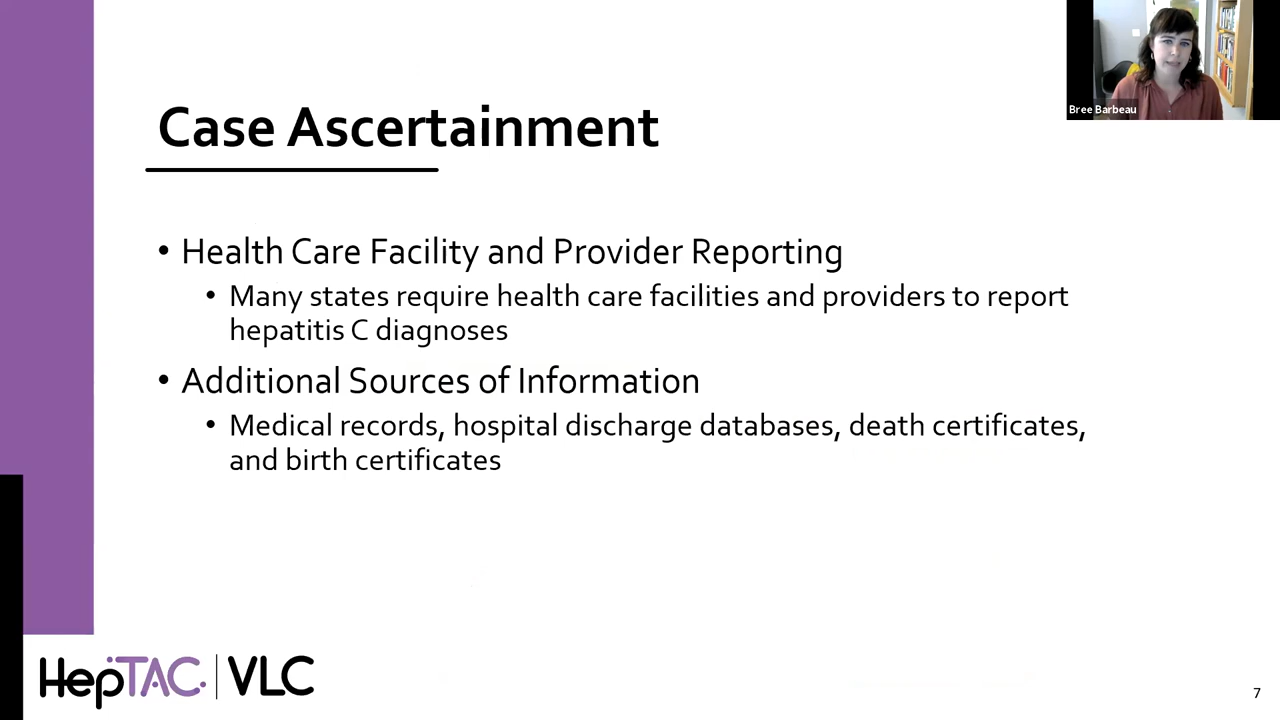 Bree Barbeau
Case Ascertainment
• Health Care Facility and Provider Reporting
• Many states require health care facilities and providers to report
hepatitis C diagnoses
• Additional Sources of Information
• Medical records, hospital discharge databases, death certificates,
and birth certificates
HepTAC | VLC
7